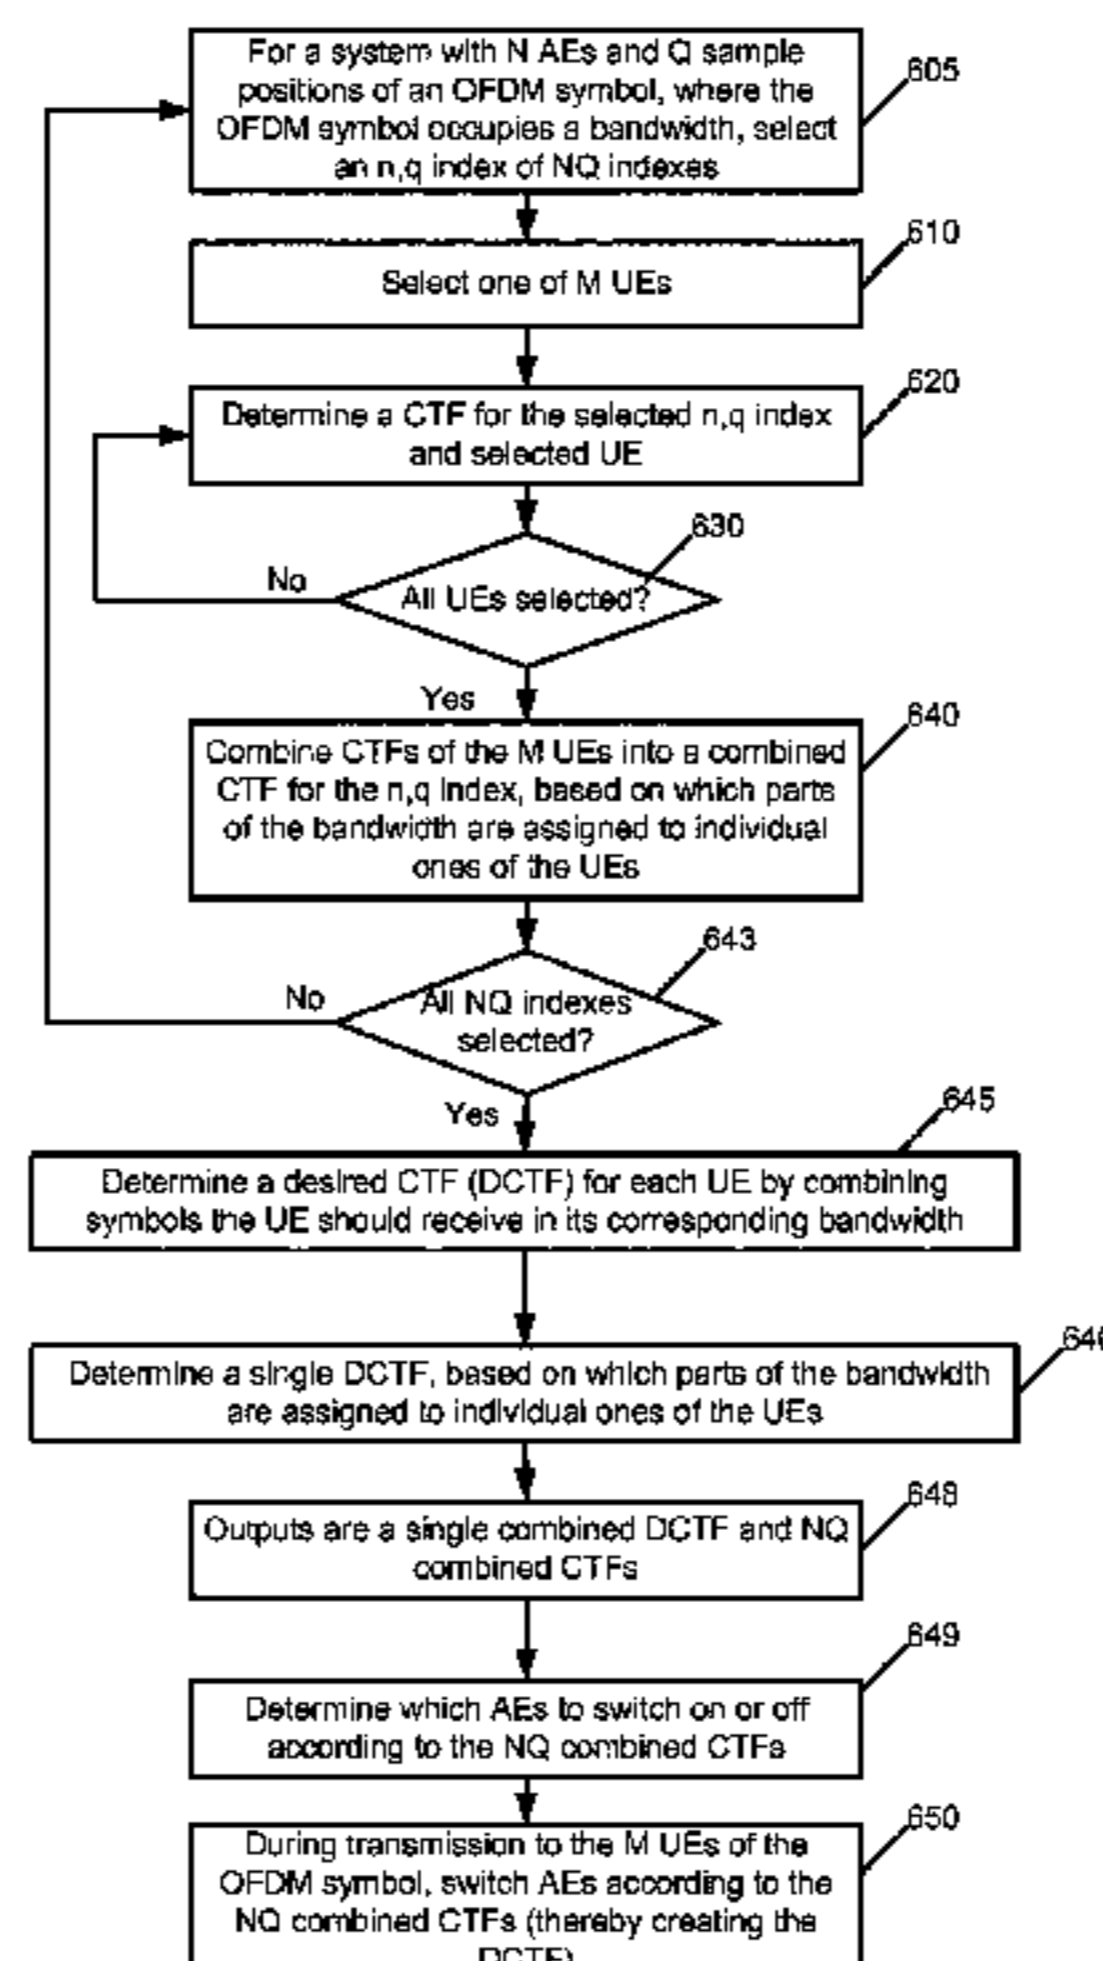 For a system with N AEs and Q sample
positions of an OFDM symbol, where the
OFDM symbol occupies a bandwidth, select
an n,q index of NQ indexes
605
Select one of M UEs
610
Determine a CTF for the selected n,q index
and selected UE
620
All UEs selected?
630
No
Yes
Combine CTFs of the M UEs into a combined
CTF for the n,q index, based on which parts
of the bandwidth are assigned to individual
ones of the UEs
640
All NQ indexes
selected?
643
No
Yes
Determine a desired CTF (DCTF) for each UE by combining
symbols the UE should receive in its corresponding bandwidth
645
Determine a single DCTF, based on which parts of the bandwidth
are assigned to individual ones of the UEs
Outputs are a single combined DCTF and NQ
combined CTFs
648
Determine which AEs to switch on or off
according to the NQ combined CTFs
649
During transmission to the M UEs of the
OFDM symbol, switch AEs according to the
NQ combined CTFs (thereby creating the
DCTF)
650